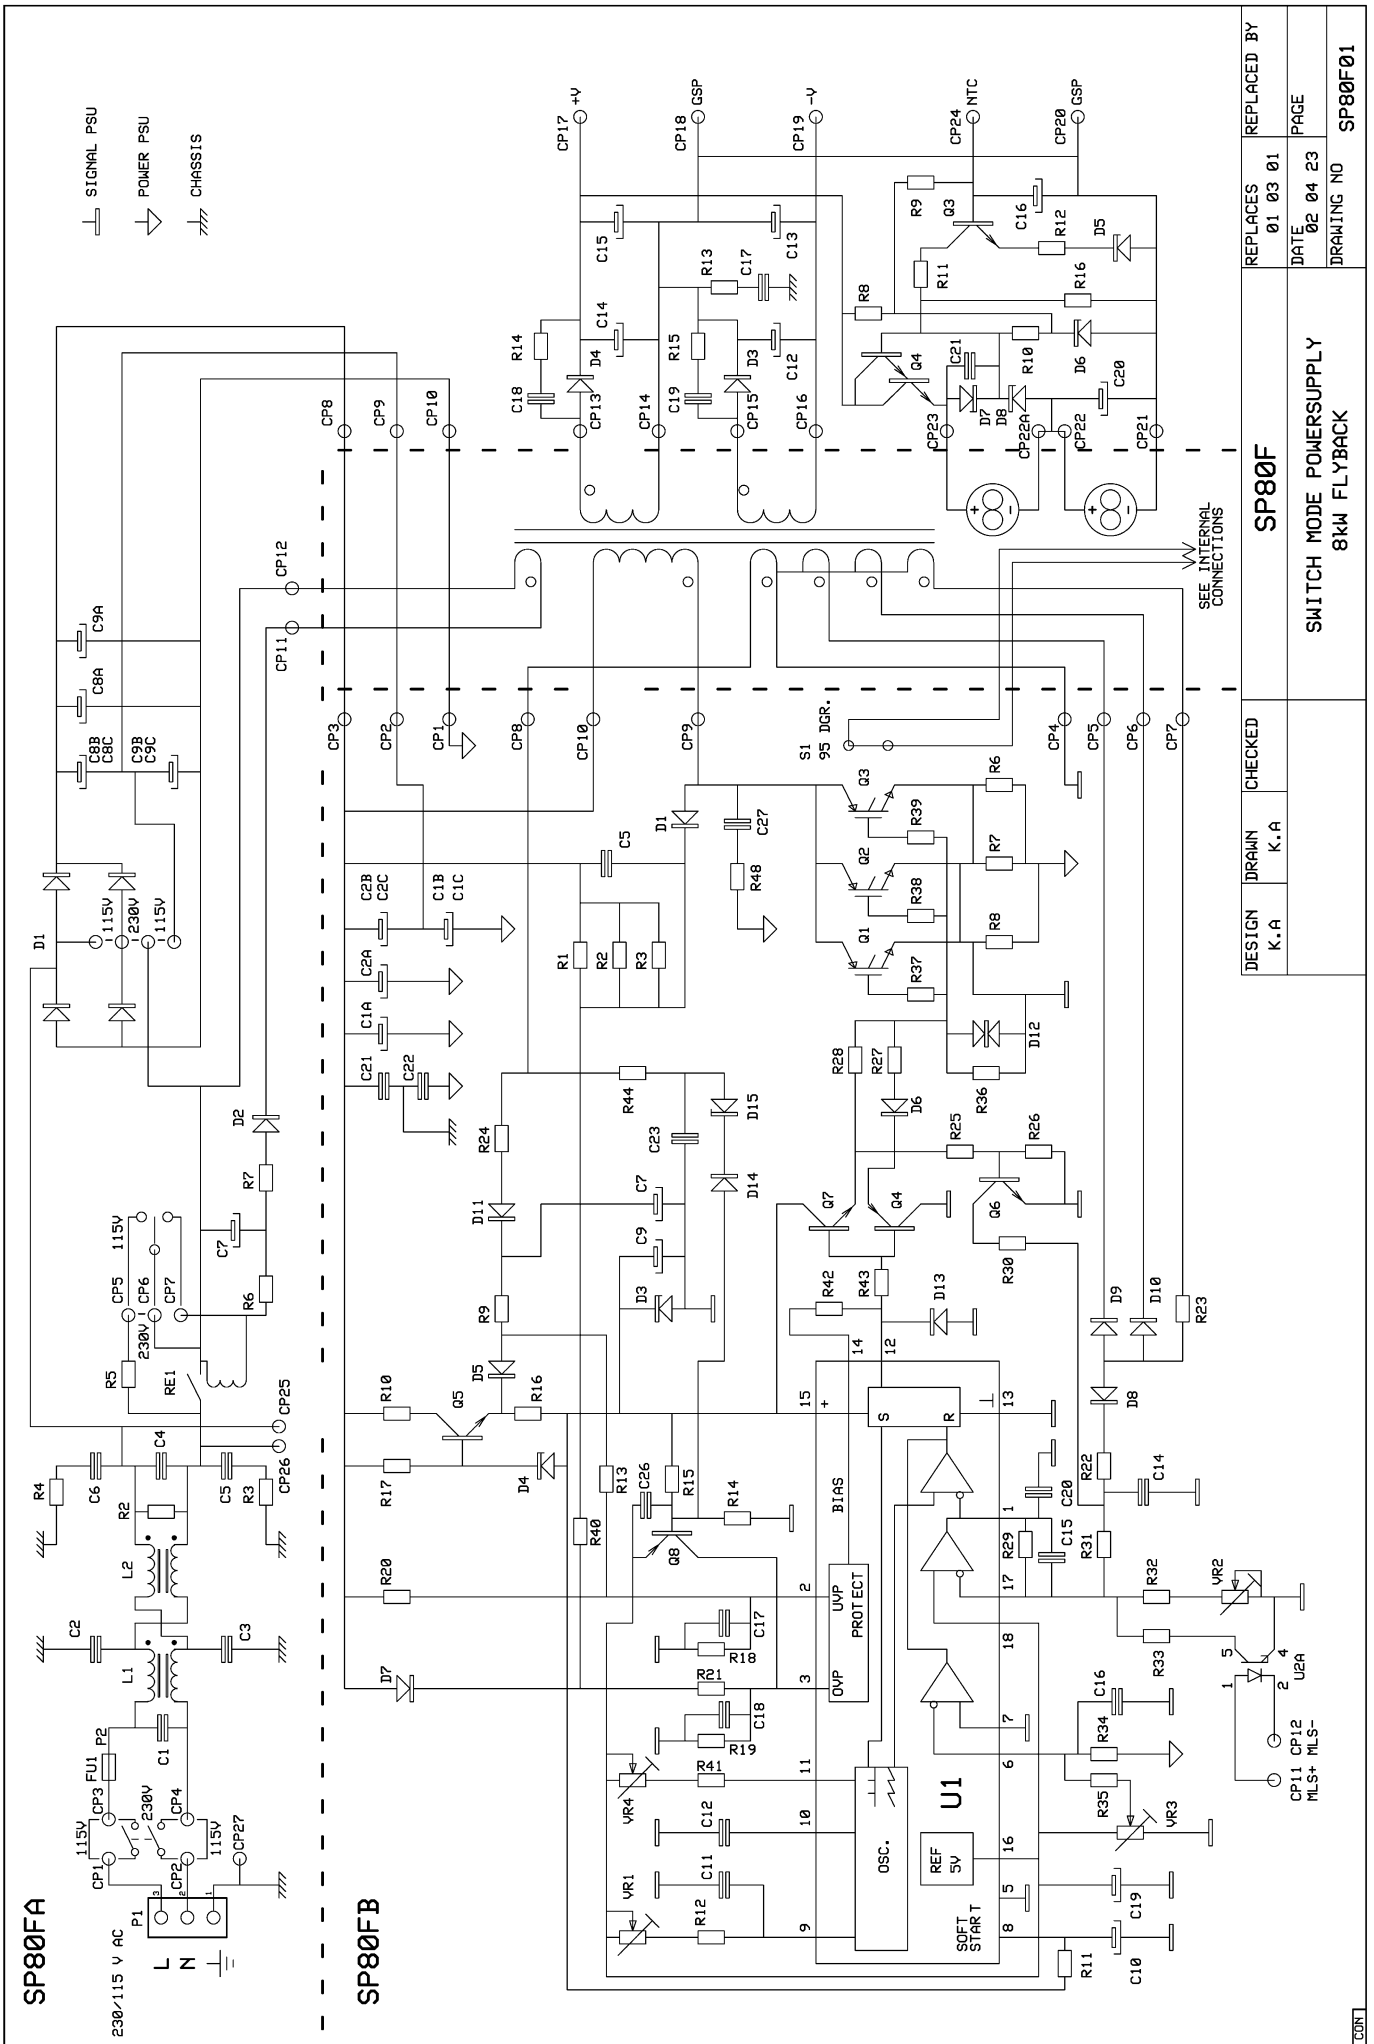 SP80FA
230/115 V AC
P1
L
N
3
2
1
115V
CP1
CP3
FU1
P2
230V
CP2
CP4
115V
CP27
C1
L1
C2
C3
L2
R2
R4
C6
C4
C5
R3
CP26
CP25
R5
RE1
CP5
230V
CP6
CP7
115V
R6
C7
R7
D2
D1
115V
230V
115V
C8B
C8C
C9B
C9C
C8A
C9A
CP11
CP12
SIGNAL PSU
POWER PSU
CHASSIS
SP80FB
D7
R20
R17
R10
Q5
D4
D5
R16
R9
D11
R24
C21
C22
C1A
C2A
C2B
C2C
C1B
C1C
CP3
CP2
CP1
CP8
CP10
CP9
CP8
CP9
CP10
VR1
R12
C11
C12
VR4
R41
R19
C18
R21
R18
C17
R40
R13
C26
Q8
R15
R14
D3
C9
C7
C23
R44
D14
D15
R1
R2
R3
C5
D1
R48
C27
9
10
11
3
2
15
+
14
12
OSC.
OVP
UVP
PROTECT
BIAS
S
R
U1
REF
5V
SOFT
START
8
5
16
6
7
18
17
1
13
R42
R43
D13
Q7
Q4
D6
R28
R27
R25
R26
Q6
R30
R36
D12
R37
R38
R39
Q1
Q2
Q3
R8
R7
R6
S1
95 DGR.
CP4
CP5
CP6
CP7
R11
C10
C19
VR3
R35
R34
C16
R29
C15
C20
R31
R22
C14
D8
D9
D10
R23
R33
R32
VR2
U2A
1
2
5
4
CP11 CP12
MLS+ MLS-
SEE INTERNAL
CONNECTIONS
C18
R14
CP13
D4
C14
C15
CP14
C19
R15
CP15
D3
C12
R13
C17
CP16
C13
CP17
+V
CP18
GSP
CP19
-V
CP23
Q4
R8
D7
D8
C21
R10
D6
CP22A
CP22
C20
CP21
R11
R16
R9
Q3
C16
R12
D5
CP24
NTC
CP20
GSP
+
-
+
-
DESIGN
K.A
DRAWN
K.A
CHECKED
SP80F
SWITCH MODE POWERSUPPLY
8kW FLYBACK
REPLACES
01 03 01
REPLACED BY
DATE
02 04 23
PAGE
DRAWING NO
SP80F01
CON